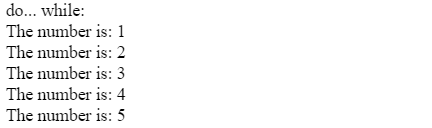 do... while:
The number is: 1
The number is: 2
The number is: 3
The number is: 4
The number is: 5